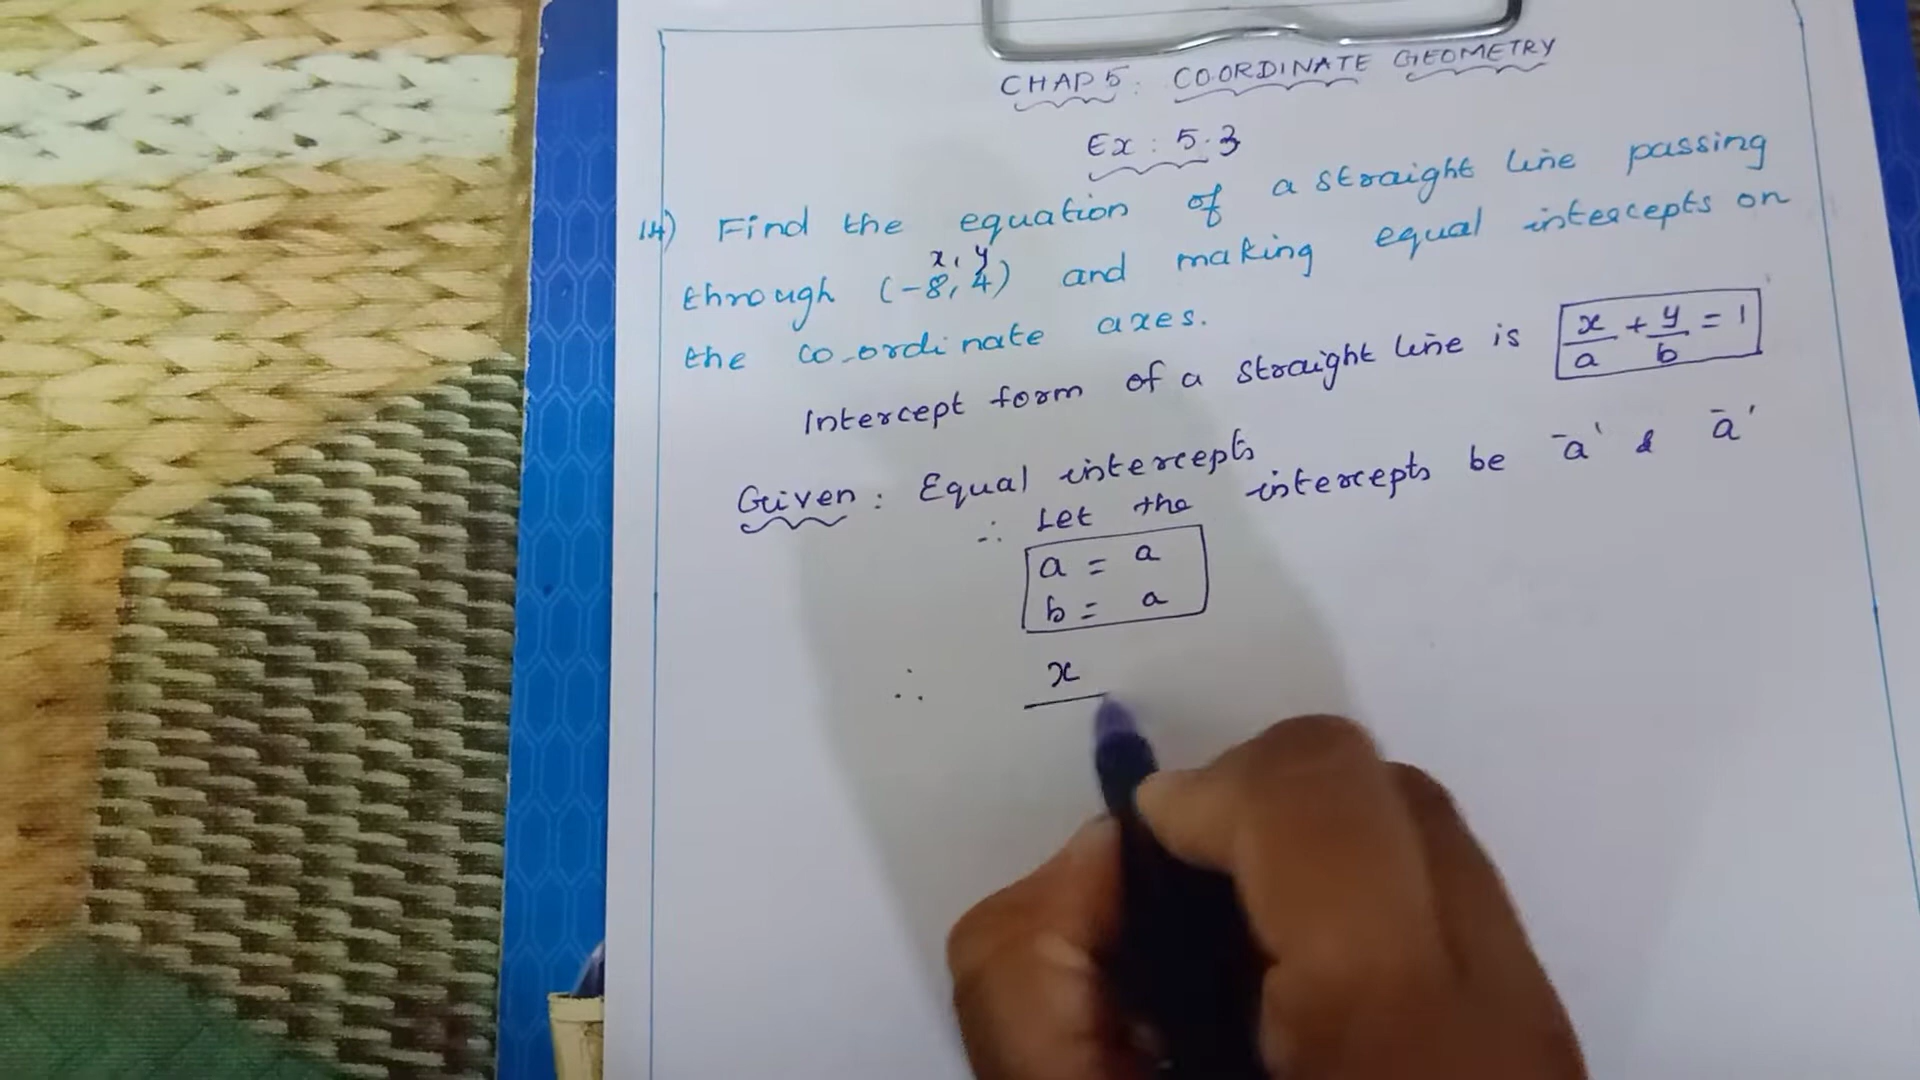 CHAP 5: CO.ORDINATE GEOMETRY
Ex: 5.3
14) Find the equation of a straight line passing
x, y
through (-8, 4) and making equal intercepts on
the co-ordinate axes.
Intercept form of a straight line is x/a + y/b = 1
Given: Equal intercepts
∴ Let the intercepts be 'a' & 'a'
a = a
b = a
∴ x